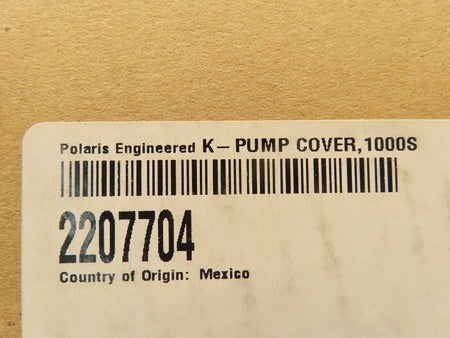 Polaris Engineered K-PUMP COVER,1000S
2207704
Country of Origin: Mexico